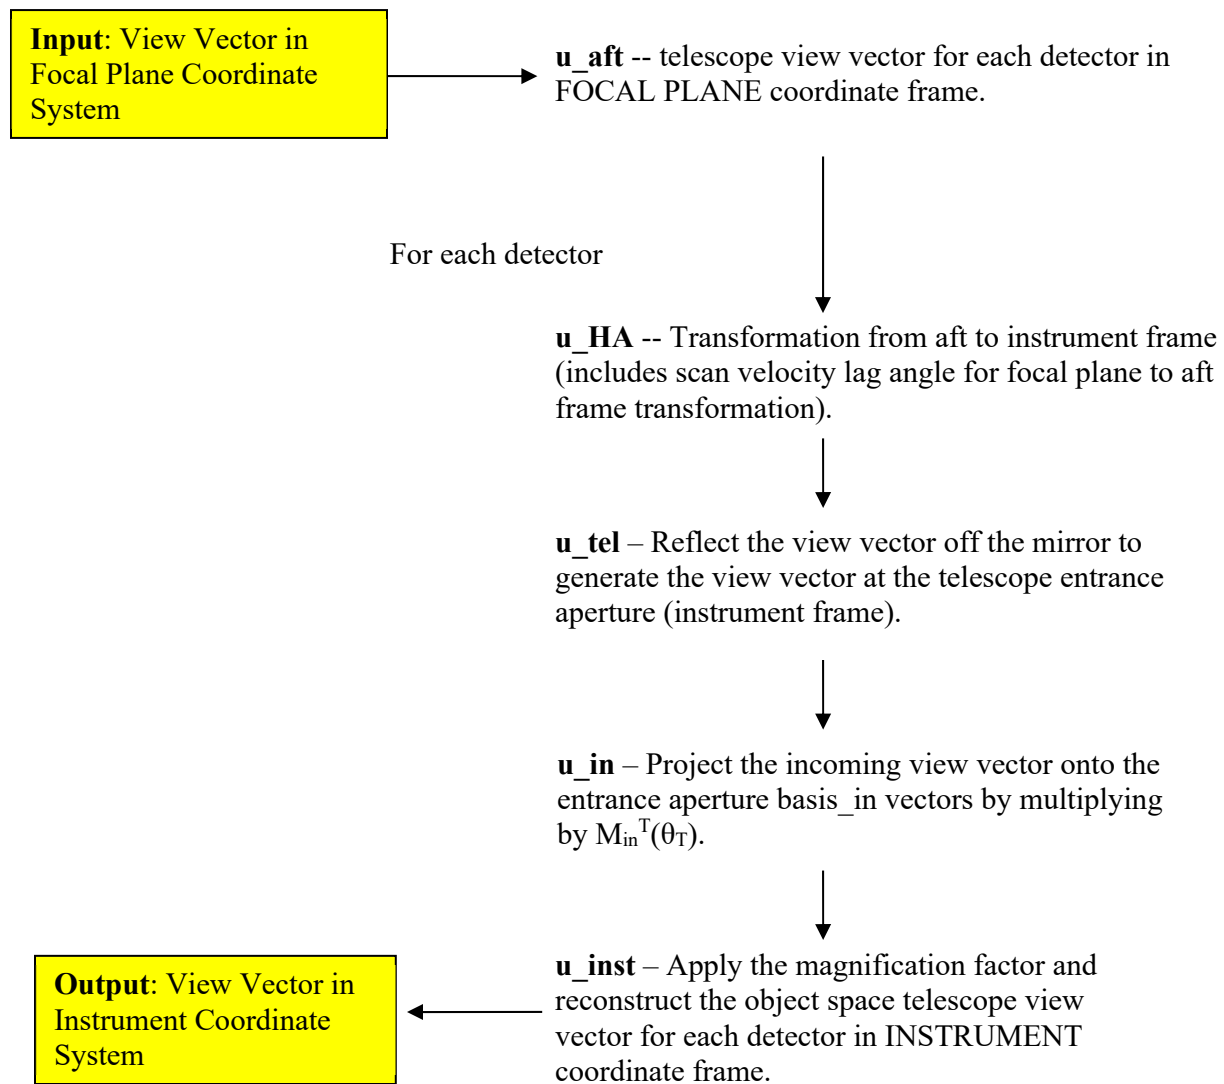 Input: View Vector in
Focal Plane Coordinate
System
u_aft -- telescope view vector for each detector in
FOCAL PLANE coordinate frame.
For each detector
u_HA -- Transformation from aft to instrument frame
(includes scan velocity lag angle for focal plane to aft
frame transformation).
u_tel – Reflect the view vector off the mirror to
generate the view vector at the telescope entrance
aperture (instrument frame).
u_in – Project the incoming view vector onto the
entrance aperture basis_in vectors by multiplying
by Mᵢₙᵀ(θ_T).
u_inst – Apply the magnification factor and
reconstruct the object space telescope view
vector for each detector in INSTRUMENT
coordinate frame.
Output: View Vector in
Instrument Coordinate
System